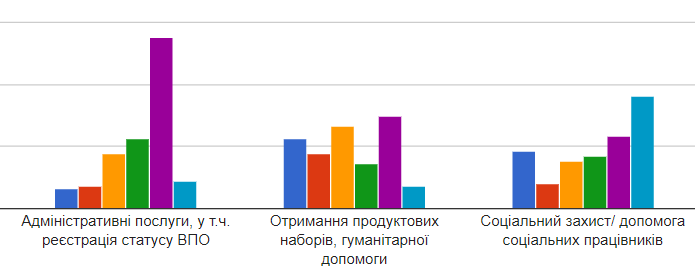 Адміністративні послуги, у т.ч.
реєстрація статусу ВПО
Отримання продуктових
наборів, гуманітарної
допомоги
Соціальний захист/ допомога
соціальних працівників